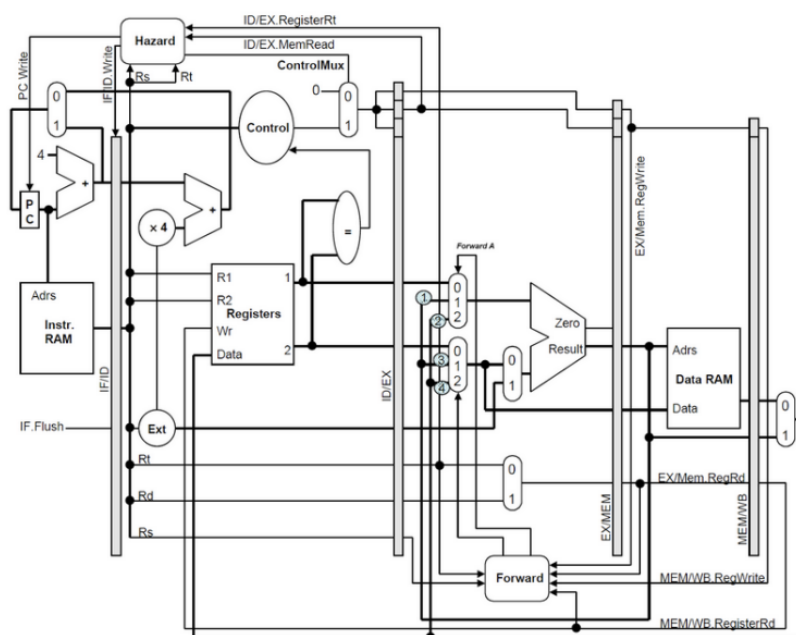 ID/EX.RegisterRt
Hazard
ID/EX.MemRead
ControlMux
PC Write
IF/ID.Write
Rs
Rt
0
0
1
0
1
Control
4
+
P
C
× 4
+
=
EX/Mem.RegWrite
Forward A
Adrs
Instr.
RAM
R1
1
R2
Registers
Wr
Data
2
0
1
2
1
2
0
1
2
3
4
0
1
Zero
Result
Adrs
Data RAM
Data
0
1
IF/ID
ID/EX
IF.Flush
Ext
Rt
0
Rd
1
EX/Mem.RegRd
EX/MEM
MEM/WB
Rs
Forward
MEM/WB.RegWrite
MEM/WB.RegisterRd